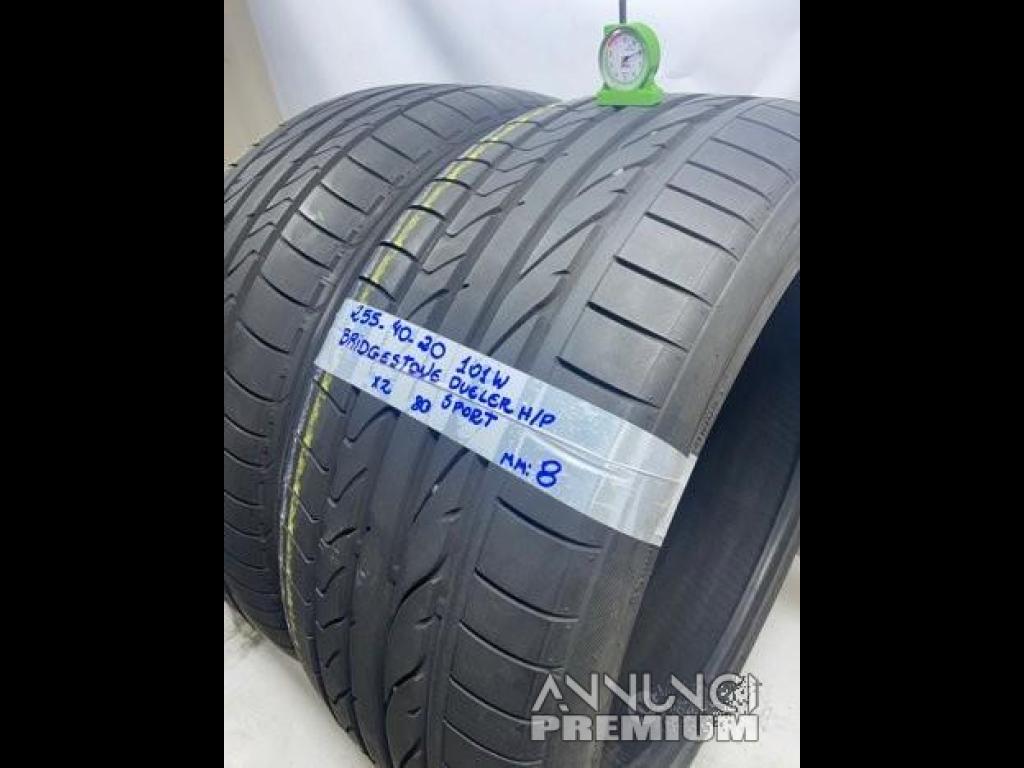 255.40.20 101W
BRIDGESTONE DUELER H/P
X2 80 SPORT
MM: 8
ANNUNCI
PREMIUM